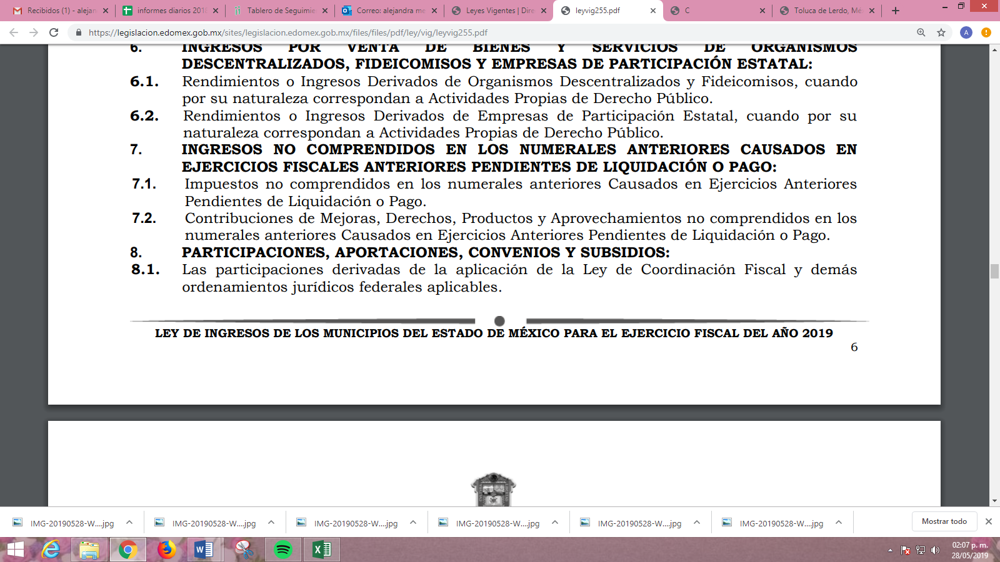 Recibidos (1) - alejan
informes diarios 2018
Tablero de Seguimie
Correo: alejandra me
Leyes Vigentes | Dire
leyvig255.pdf
C
Toluca de Lerdo, Mé
https://legislacion.edomex.gob.mx/sites/legislacion.edomex.gob.mx/files/files/pdf/ley/vig/leyvig255.pdf
A
6. INGRESOS POR VENTA DE BIENES Y SERVICIOS DE ORGANISMOS
DESCENTRALIZADOS, FIDEICOMISOS Y EMPRESAS DE PARTICIPACIÓN ESTATAL:
6.1. Rendimientos o Ingresos Derivados de Organismos Descentralizados y Fideicomisos, cuando
por su naturaleza correspondan a Actividades Propias de Derecho Público.
6.2. Rendimientos o Ingresos Derivados de Empresas de Participación Estatal, cuando por su
naturaleza correspondan a Actividades Propias de Derecho Público.
7. INGRESOS NO COMPRENDIDOS EN LOS NUMERALES ANTERIORES CAUSADOS EN
EJERCICIOS FISCALES ANTERIORES PENDIENTES DE LIQUIDACIÓN O PAGO:
7.1. Impuestos no comprendidos en los numerales anteriores Causados en Ejercicios Anteriores
Pendientes de Liquidación o Pago.
7.2. Contribuciones de Mejoras, Derechos, Productos y Aprovechamientos no comprendidos en los
numerales anteriores Causados en Ejercicios Anteriores Pendientes de Liquidación o Pago.
8. PARTICIPACIONES, APORTACIONES, CONVENIOS Y SUBSIDIOS:
8.1. Las participaciones derivadas de la aplicación de la Ley de Coordinación Fiscal y demás
ordenamientos jurídicos federales aplicables.
LEY DE INGRESOS DE LOS MUNICIPIOS DEL ESTADO DE MÉXICO PARA EL EJERCICIO FISCAL DEL AÑO 2019
6
IMG-20190528-W....jpg
IMG-20190528-W....jpg
IMG-20190528-W....jpg
IMG-20190528-W....jpg
IMG-20190528-W....jpg
IMG-20190528-W....jpg
Mostrar todo
02:07 p. m.
28/05/2019